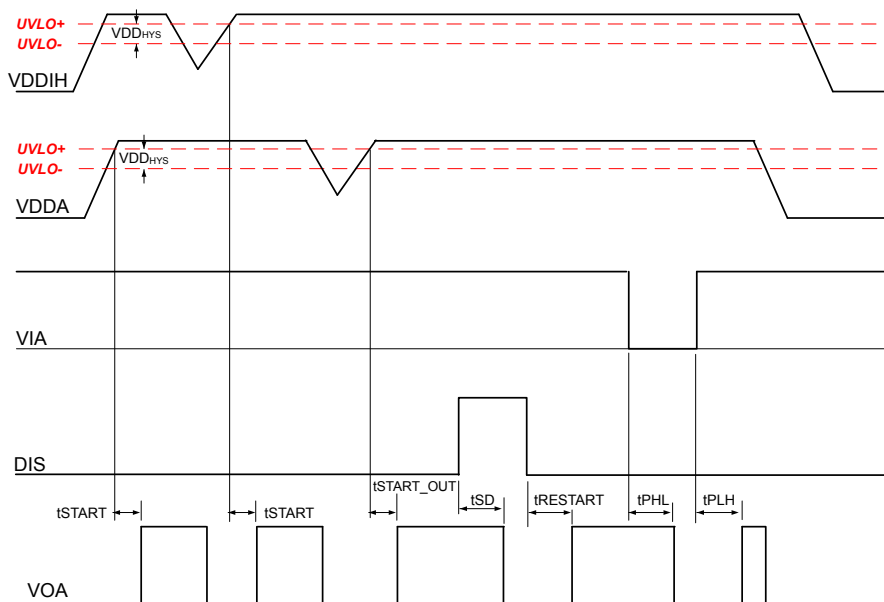 UVLO+
VDDHYS
UVLO-
VDDIH
UVLO+
VDDHYS
UVLO-
VDDA
VIA
DIS
tSTART
tSTART
tSTART_OUT
tSD
tRESTART
tPHL
tPLH
VOA